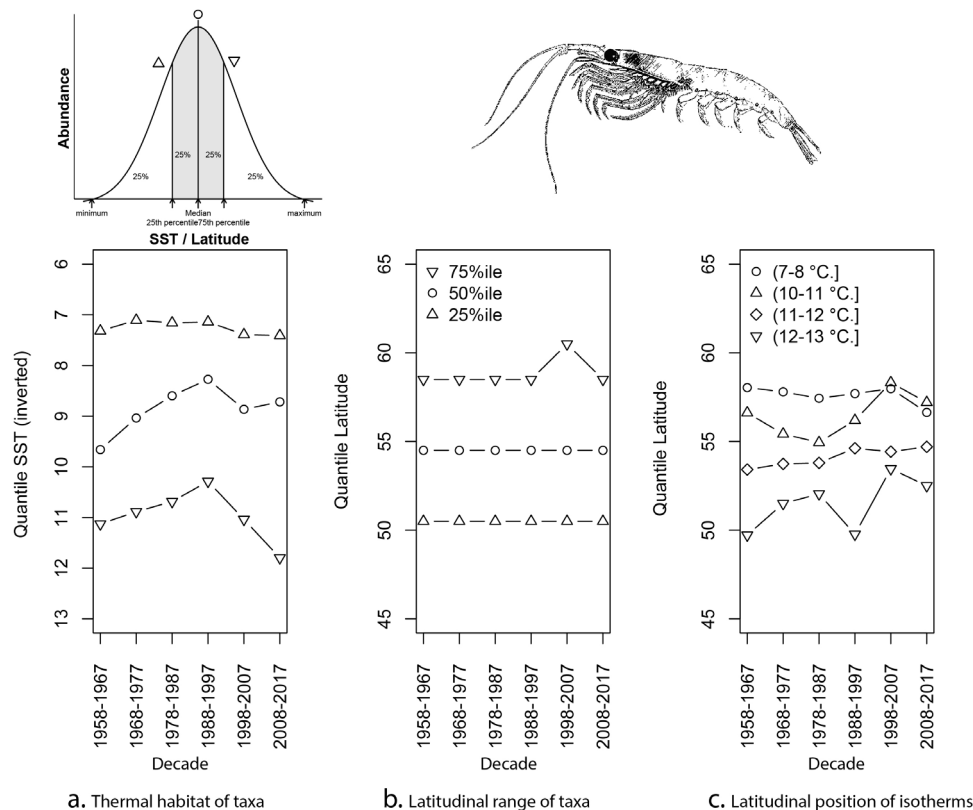 Abundance
25%
25%
25%
25%
minimum
Median
maximum
25th percentile75th percentile
SST / Latitude
Quantile SST (inverted)
6
7
8
9
10
11
12
13
1958-1967
1968-1977
1978-1987
1988-1997
1998-2007
2008-2017
Decade
a. Thermal habitat of taxa
Quantile Latitude
65
60
55
50
45
75%ile
50%ile
25%ile
1958-1967
1968-1977
1978-1987
1988-1997
1998-2007
2008-2017
Decade
b. Latitudinal range of taxa
Quantile Latitude
65
60
55
50
45
(7-8 °C.]
(10-11 °C.]
(11-12 °C.]
(12-13 °C.]
1958-1967
1968-1977
1978-1987
1988-1997
1998-2007
2008-2017
Decade
c. Latitudinal position of isotherms